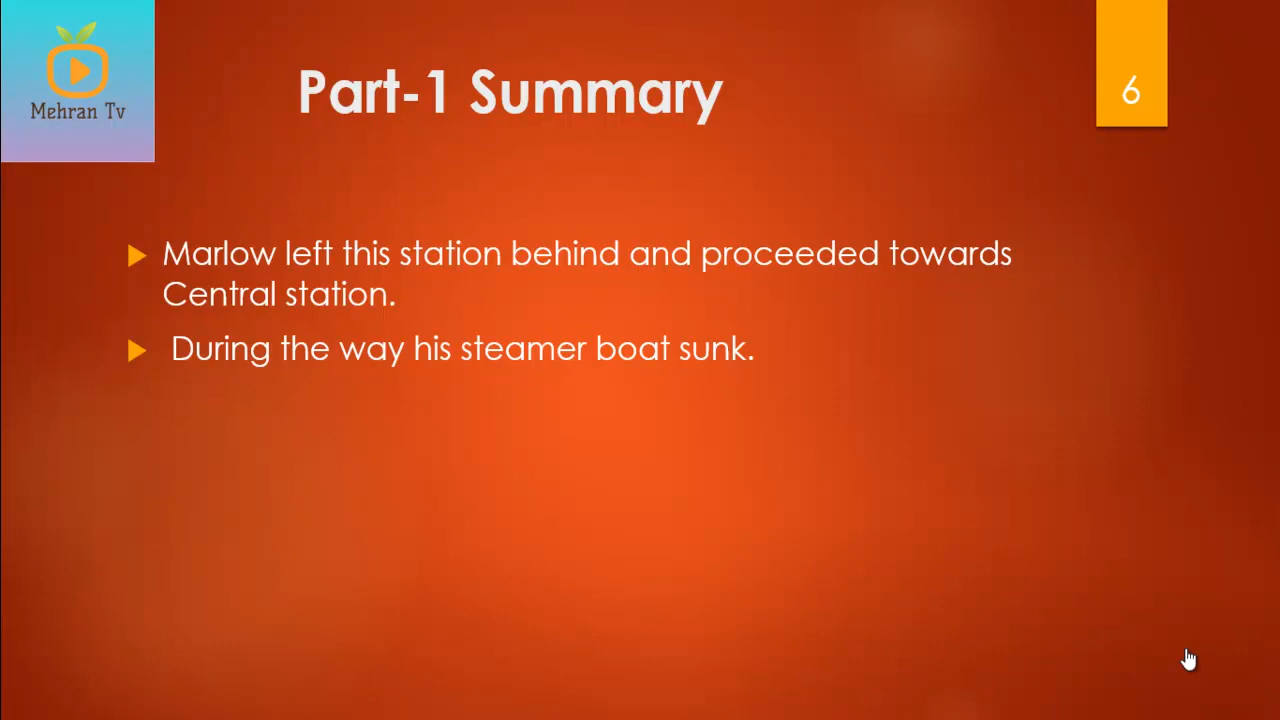 Mehran Tv
Part-1 Summary
6
Marlow left this station behind and proceeded towards
Central station.
During the way his steamer boat sunk.